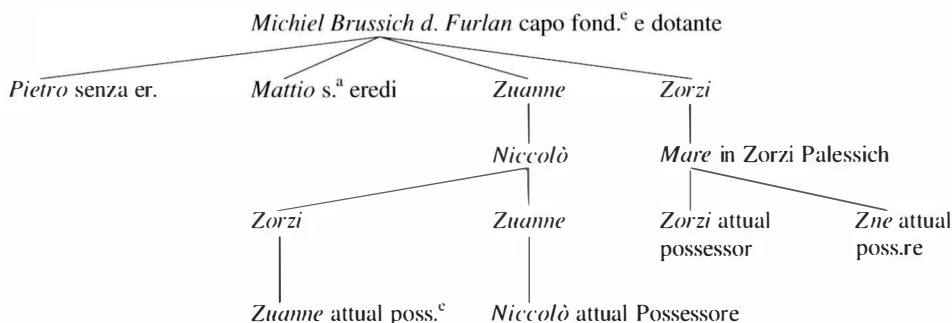 Michiel Brussich d. Furlan capo fond.ᵉ e dotante
Pietro senza er. Mattio s.ª eredi Zuanne Zorzi
Niccolò Mare in Zorzi Palessich
Zorzi Zuanne Zorzi attual Zne attual
possessor poss.re
Zuanne attual poss.ᵉ Niccolò attual Possessore